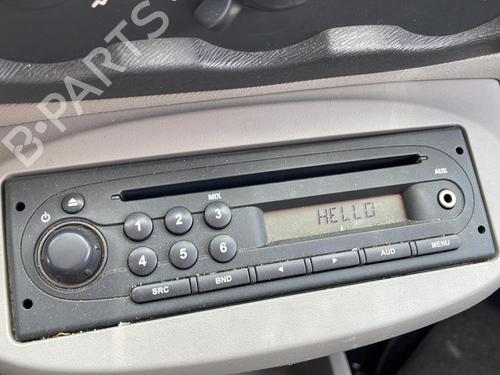 B-PARTS
MIX
AUX
1 2 3
HELLO
4 5 6
SRC BND AUD MENU